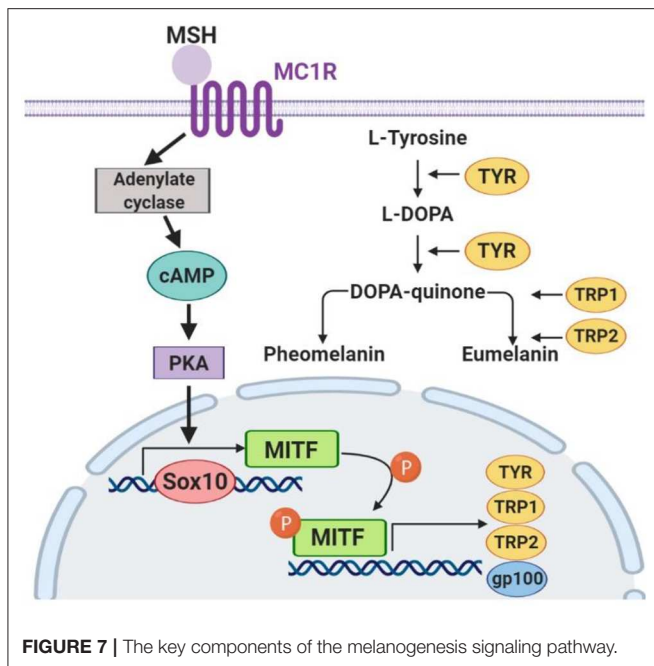 MSH
MC1R
Adenylate
cyclase
cAMP
PKA
L-Tyrosine
TYR
L-DOPA
TYR
DOPA-quinone
TRP1
TRP2
Pheomelanin
Eumelanin
MITF
Sox10
P
P
MITF
TYR
TRP1
TRP2
gp100
FIGURE 7 | The key components of the melanogenesis signaling pathway.